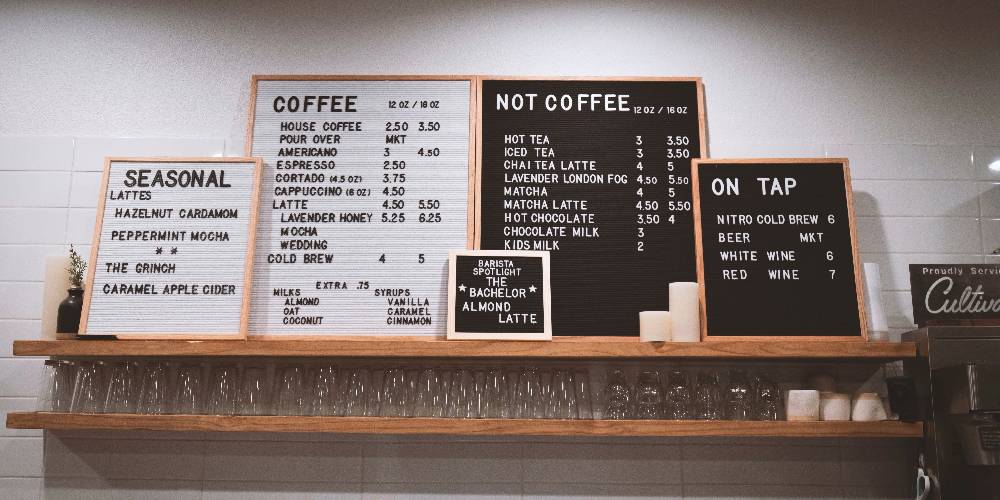 SEASONAL
LATTES
HAZELNUT CARDAMOM
PEPPERMINT MOCHA
* *
THE GRINCH
CARAMEL APPLE CIDER
COFFEE 12 OZ / 16 OZ
HOUSE COFFEE 2.50 3.50
POUR OVER MKT
AMERICANO 3 4.50
ESPRESSO 2.50
CORTADO (4.5 OZ) 3.75
CAPPUCCINO (6 OZ) 4.50
LATTE 4.50 5.50
LAVENDER HONEY 5.25 6.25
MOCHA
WEDDING
COLD BREW 4 5
EXTRA .75
MILKS SYRUPS
ALMOND VANILLA
OAT CARAMEL
COCONUT CINNAMON
NOT COFFEE 12 OZ / 16 OZ
HOT TEA 3 3.50
ICED TEA 3 3.50
CHAI TEA LATTE 4 5
LAVENDER LONDON FOG 4.50 5.50
MATCHA 4 5
MATCHA LATTE 4.50 5.50
HOT CHOCOLATE 3.50 4
CHOCOLATE MILK 3
KIDS MILK 2
BARISTA
SPOTLIGHT
THE
BACHELOR
ALMOND
LATTE
ON TAP
NITRO COLD BREW 6
BEER MKT
WHITE WINE 6
RED WINE 7
Proudly